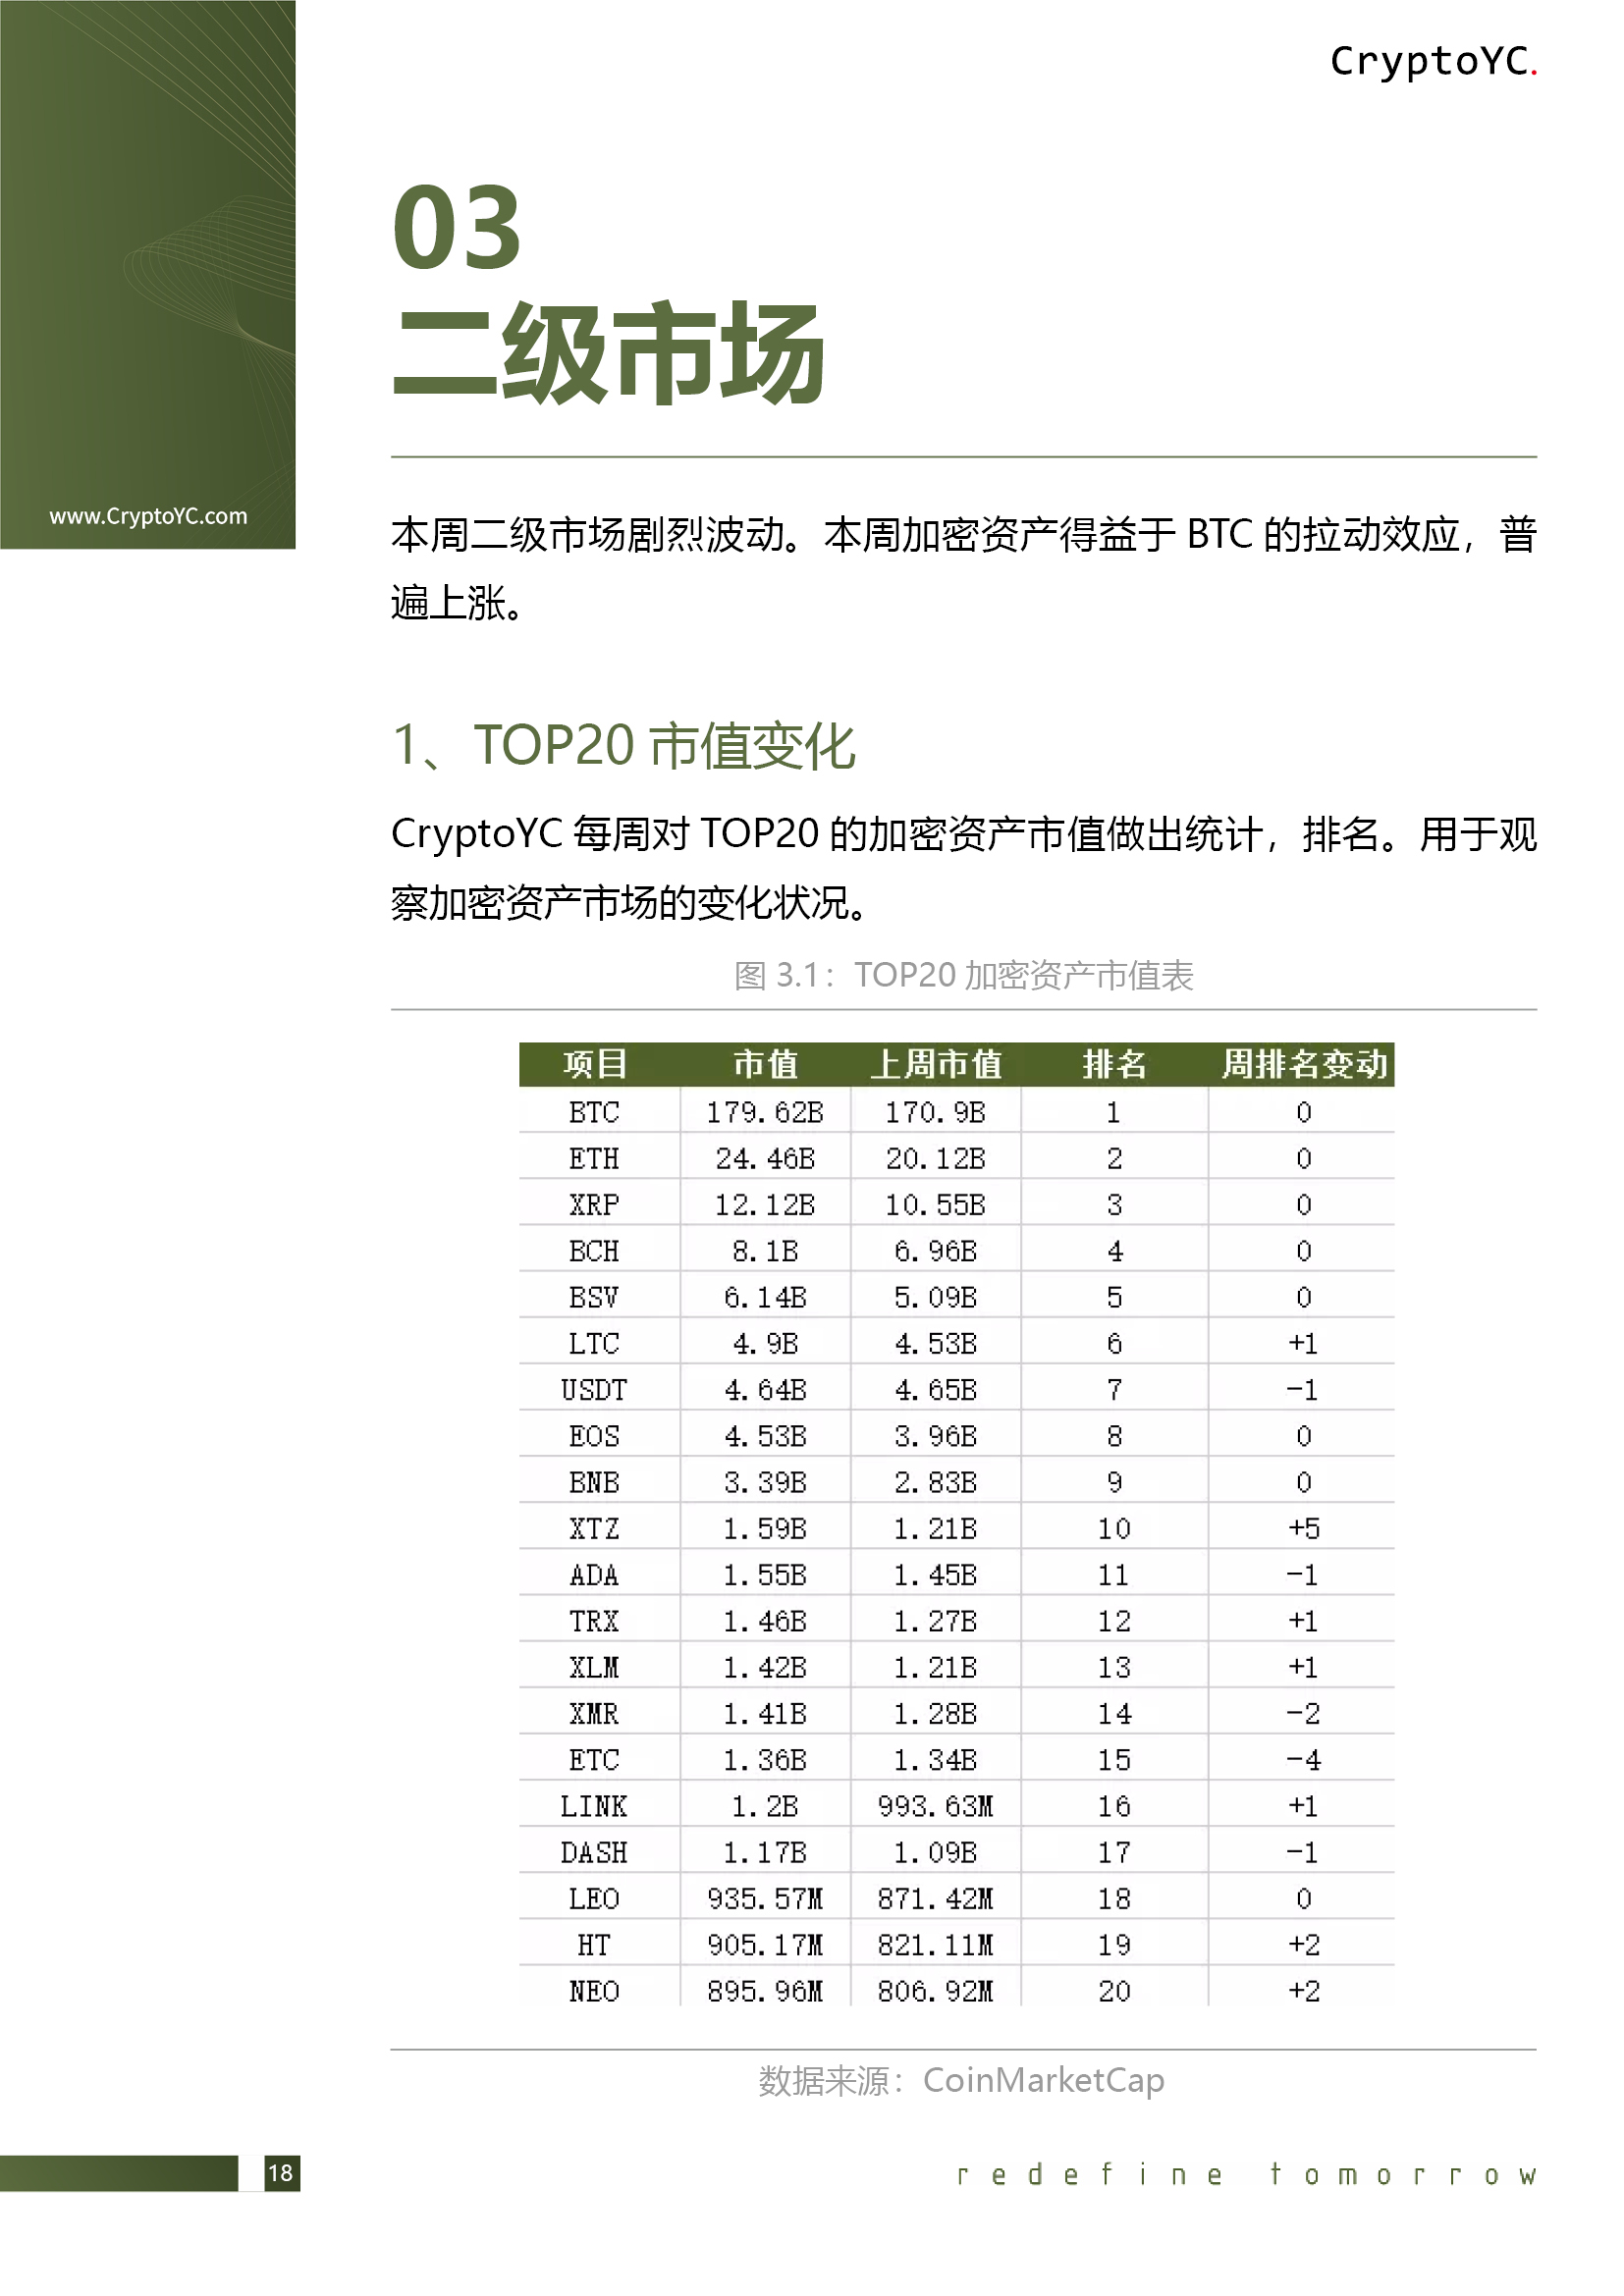 CryptoYC.
www.CryptoYC.com
03
二级市场
本周二级市场剧烈波动。本周加密资产得益于 BTC 的拉动效应，普
遍上涨。
1、TOP20 市值变化
CryptoYC 每周对 TOP20 的加密资产市值做出统计，排名。用于观
察加密资产市场的变化状况。
图 3.1：TOP20 加密资产市值表
项目 市值 上周市值 排名 周排名变动
BTC 179.62B 170.9B 1 0
ETH 24.46B 20.12B 2 0
XRP 12.12B 10.55B 3 0
BCH 8.1B 6.96B 4 0
BSV 6.14B 5.09B 5 0
LTC 4.9B 4.53B 6 +1
USDT 4.64B 4.65B 7 -1
EOS 4.53B 3.96B 8 0
BNB 3.39B 2.83B 9 0
XTZ 1.59B 1.21B 10 +5
ADA 1.55B 1.45B 11 -1
TRX 1.46B 1.27B 12 +1
XLM 1.42B 1.21B 13 +1
XMR 1.41B 1.28B 14 -2
ETC 1.36B 1.34B 15 -4
LINK 1.2B 993.63M 16 +1
DASH 1.17B 1.09B 17 -1
LEO 935.57M 871.42M 18 0
HT 905.17M 821.11M 19 +2
NEO 895.96M 806.92M 20 +2
数据来源：CoinMarketCap
18
redefine tomorrow